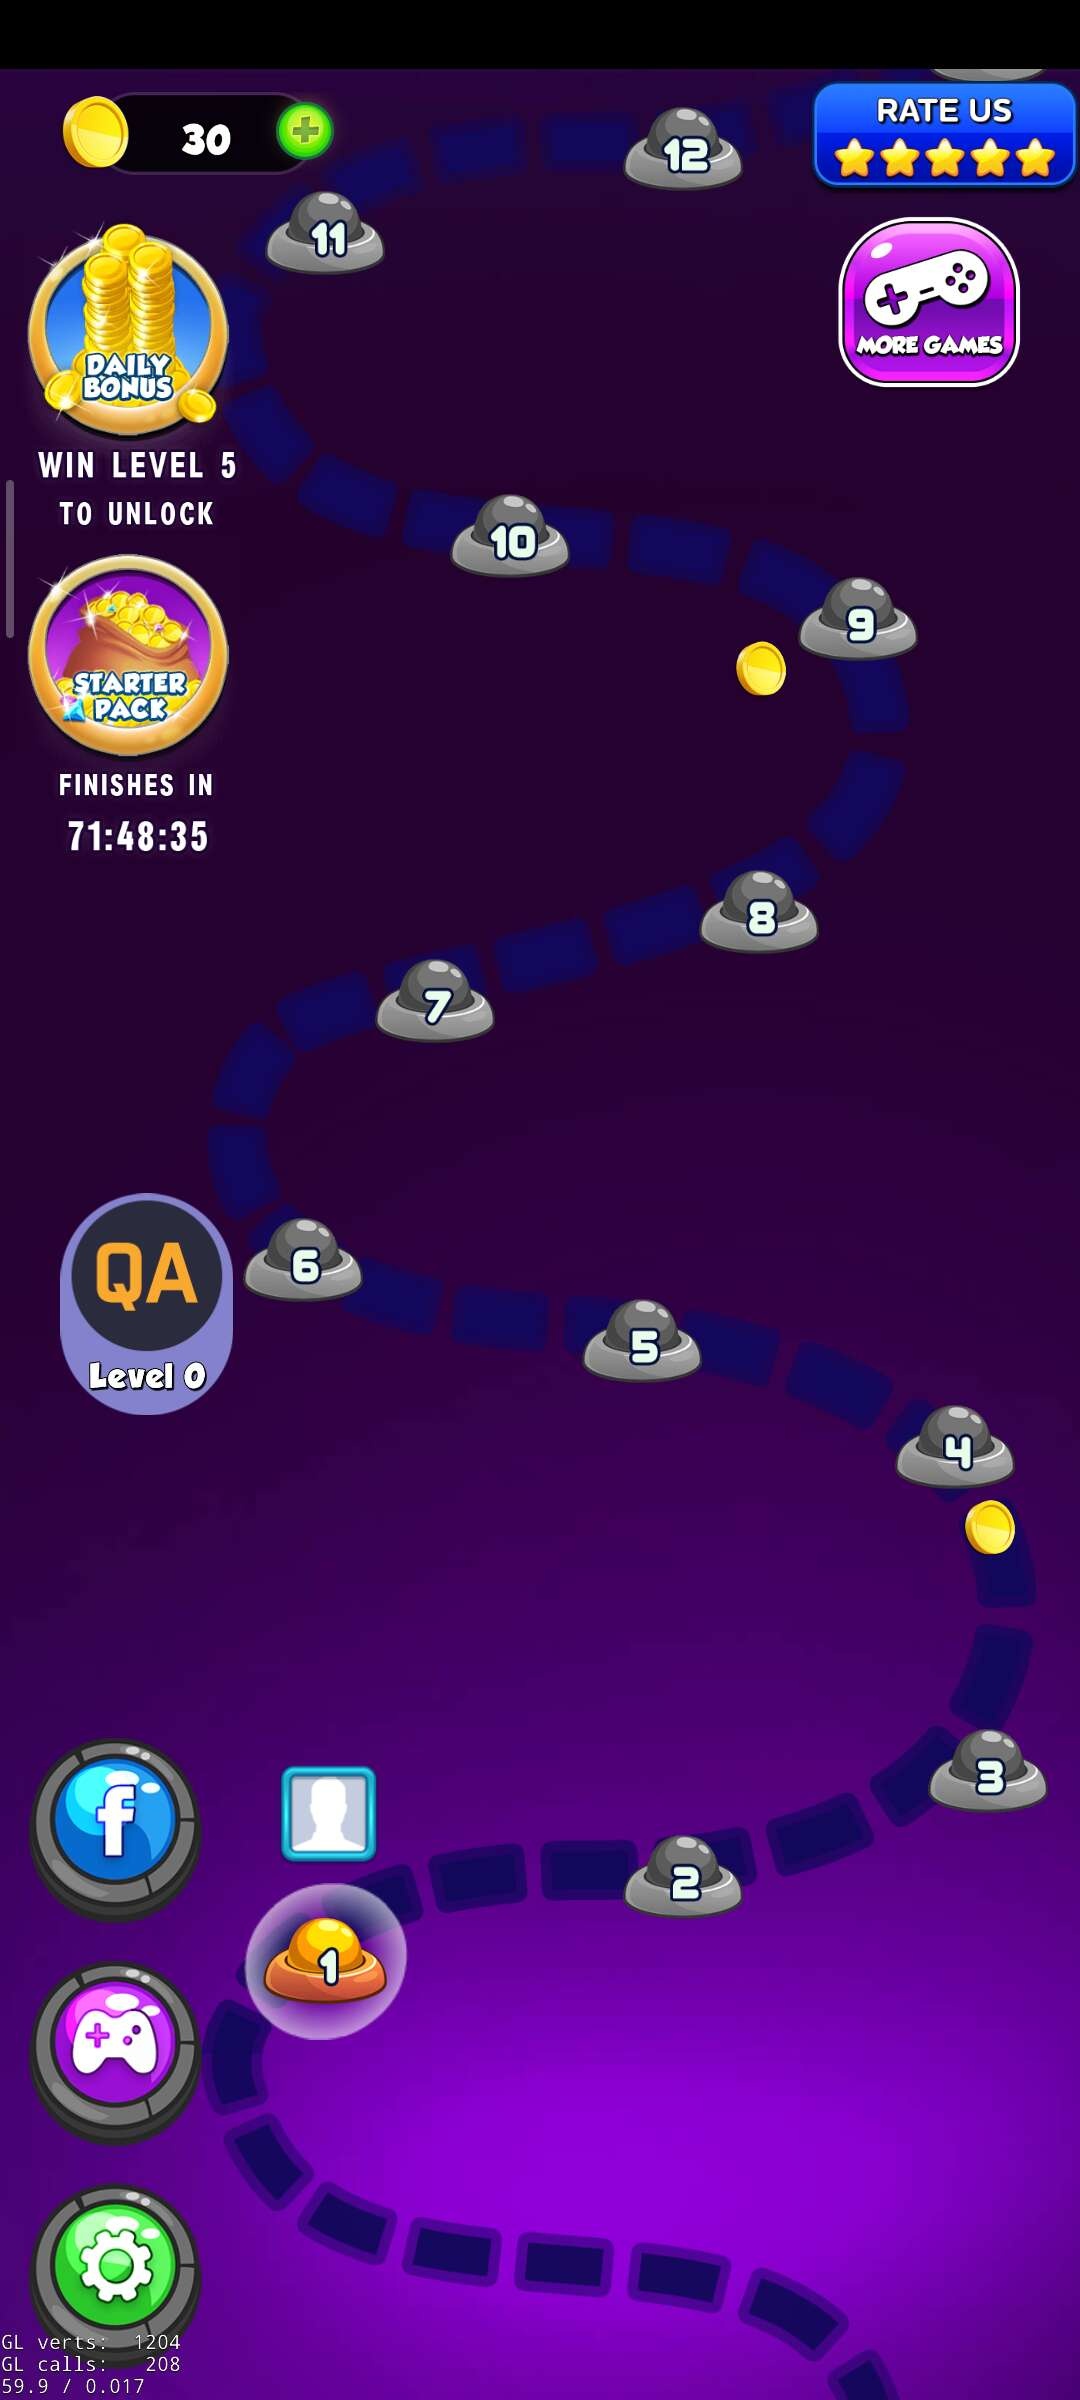 30
RATE US
12
11
MORE GAMES
DAILY
BONUS
WIN LEVEL 5
TO UNLOCK
10
9
STARTER
PACK
FINISHES IN
71:48:35
8
7
6
QA
Level 0
5
4
3
f
2
1
GL verts: 1204
GL calls: 208
59.9 / 0.017